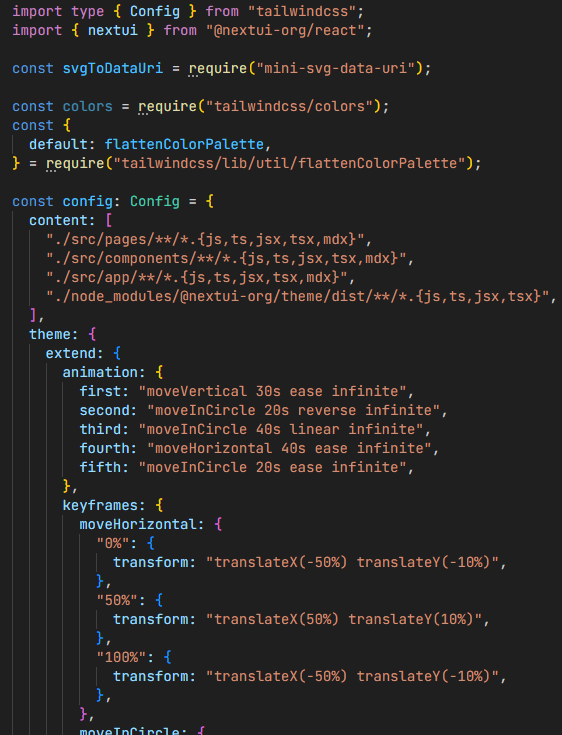 import type { Config } from "tailwindcss";
import { nextui } from "@nextui-org/react";

const svgToDataUri = require("mini-svg-data-uri");

const colors = require("tailwindcss/colors");
const {
  default: flattenColorPalette,
} = require("tailwindcss/lib/util/flattenColorPalette");

const config: Config = {
  content: [
    "./src/pages/**/*.{js,ts,jsx,tsx,mdx}",
    "./src/components/**/*.{js,ts,jsx,tsx,mdx}",
    "./src/app/**/*.{js,ts,jsx,tsx,mdx}",
    "./node_modules/@nextui-org/theme/dist/**/*.{js,ts,jsx,tsx}",
  ],
  theme: {
    extend: {
      animation: {
        first: "moveVertical 30s ease infinite",
        second: "moveInCircle 20s reverse infinite",
        third: "moveInCircle 40s linear infinite",
        fourth: "moveHorizontal 40s ease infinite",
        fifth: "moveInCircle 20s ease infinite",
      },
      keyframes: {
        moveHorizontal: {
          "0%": {
            transform: "translateX(-50%) translateY(-10%)",
          },
          "50%": {
            transform: "translateX(50%) translateY(10%)",
          },
          "100%": {
            transform: "translateX(-50%) translateY(-10%)",
          },
        },
        moveInCircle: {